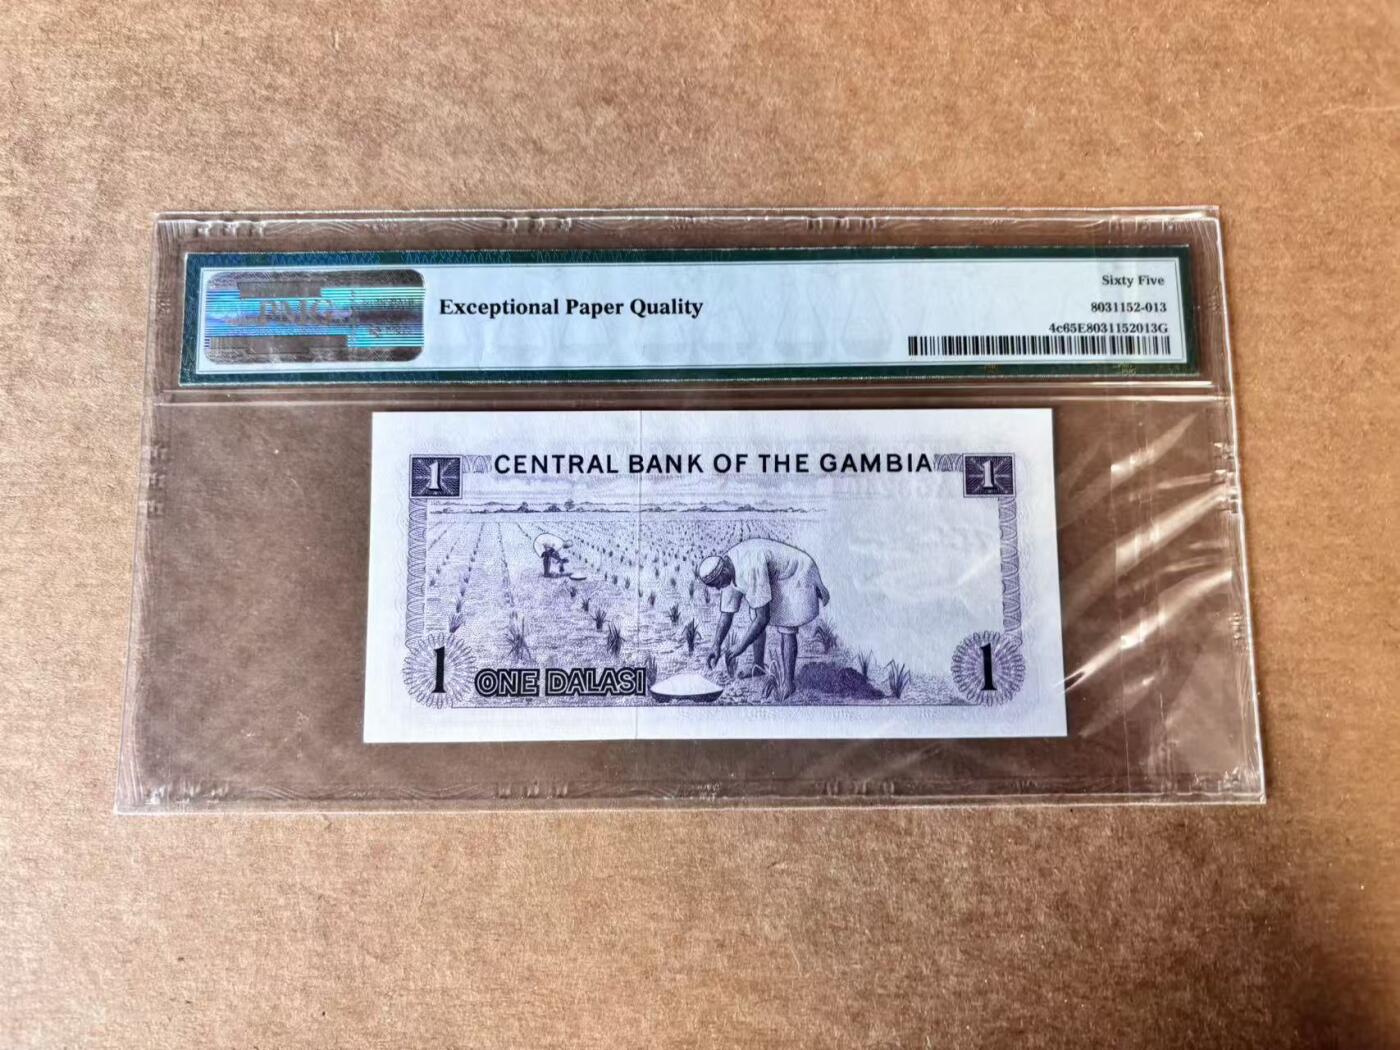 PMG
Exceptional Paper Quality
Sixty Five
8031152-013
4c65E8031152013G
1 CENTRAL BANK OF THE GAMBIA 1
1 ONE DALASI 1